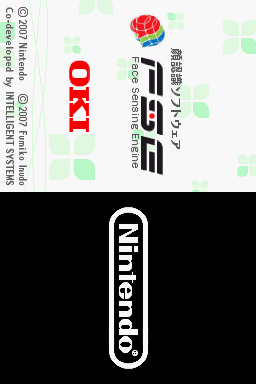 顔認識ソフトウェア
FSE
Face Sensing Engine
OKI
© 2007 Nintendo © 2007 Fumiko Inudo
Co-developed by INTELLIGENT SYSTEMS
Nintendo®